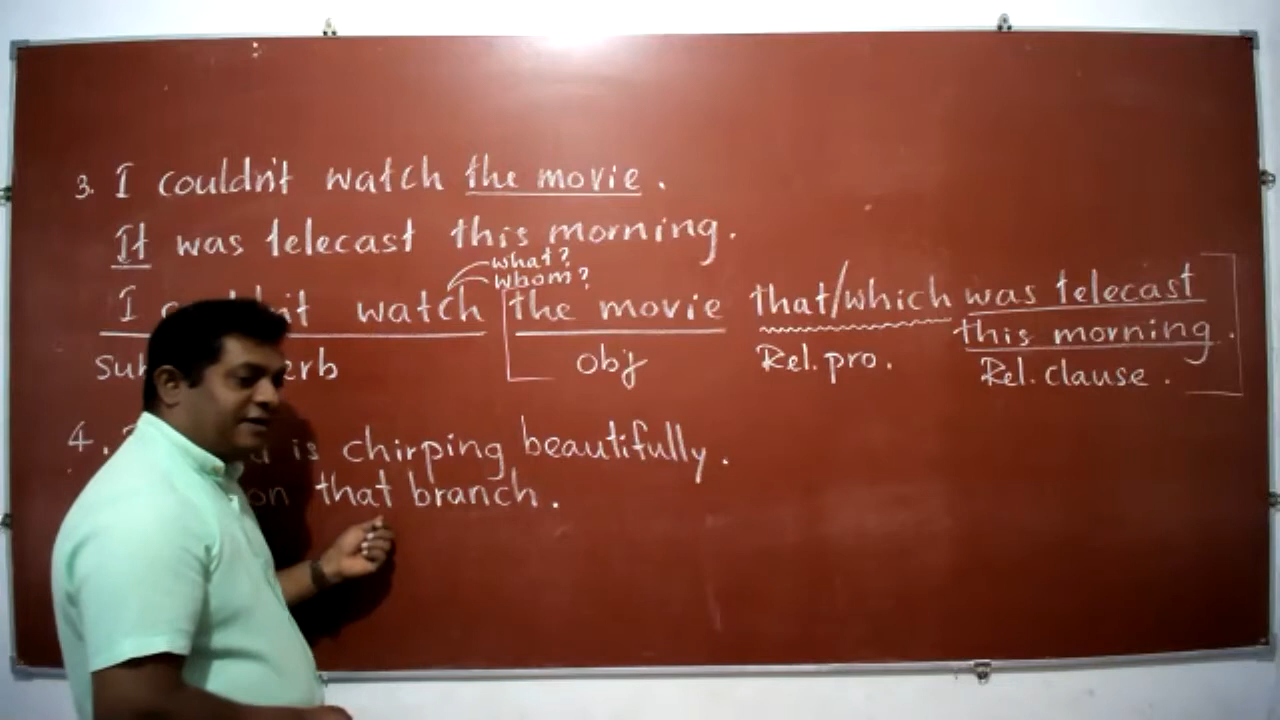 3. I couldn't watch the movie.
It was telecast this morning.
what?
whom?
I watch the movie that/which was telecast
this morning.
Obj Rel. pro. Rel. clause.
4. is chirping beautifully.
on that branch.